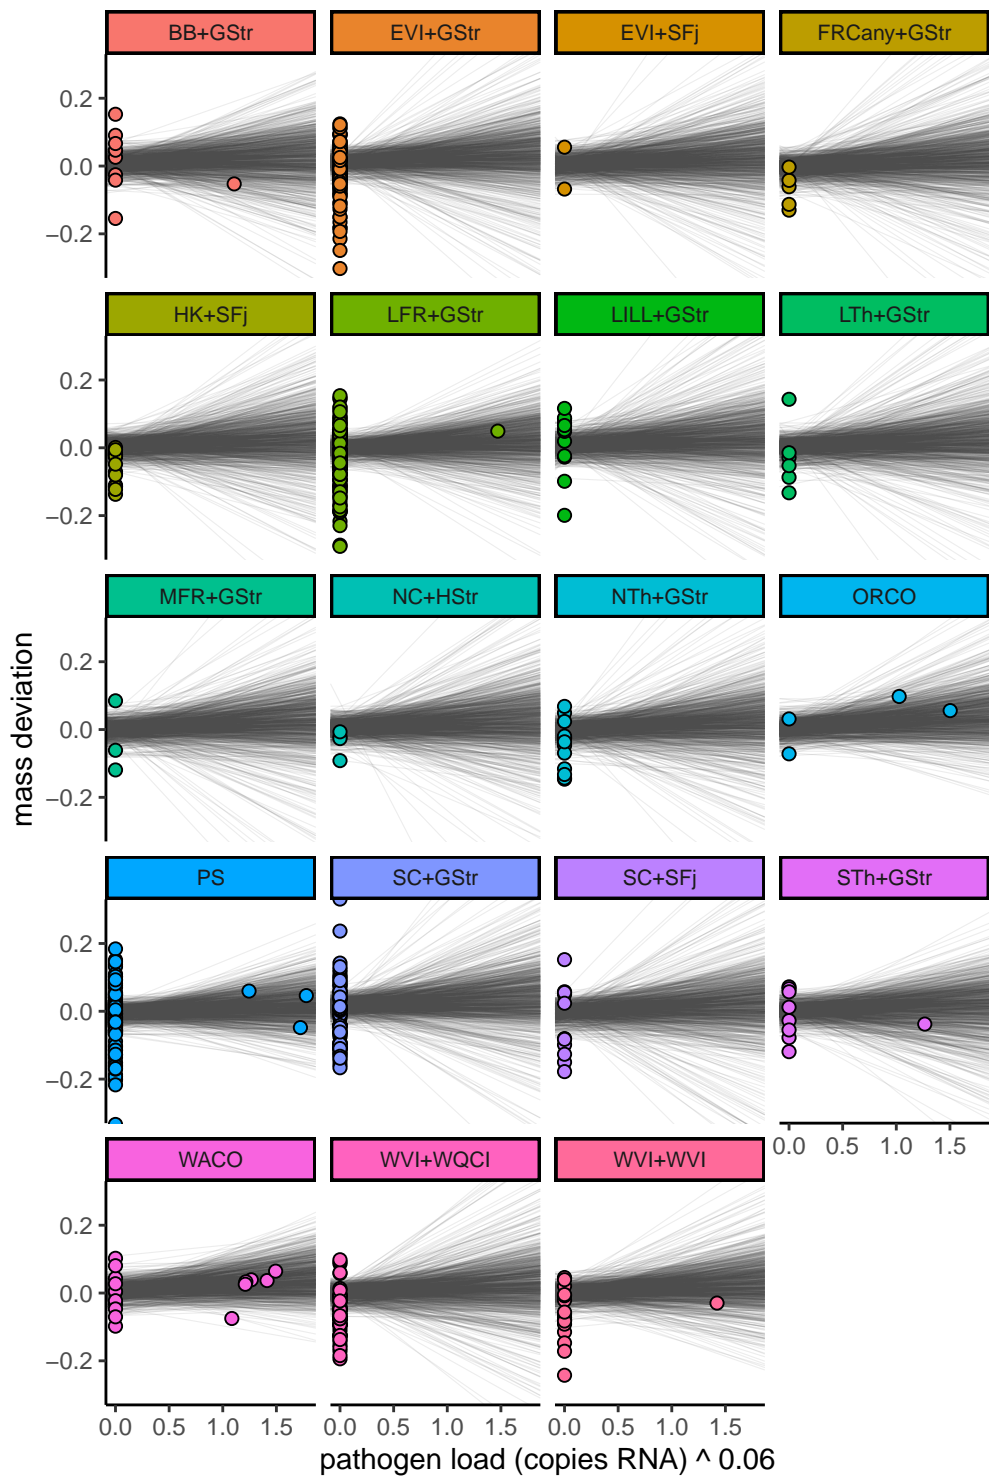 BB+GStr EVI+GStr EVI+SFj FRCany+GStr
0.2
0.0
−0.2
HK+SFj LFR+GStr LILL+GStr LTh+GStr
0.2
0.0
−0.2
MFR+GStr NC+HStr NTh+GStr ORCO
0.2
0.0
−0.2
mass deviation
PS SC+GStr SC+SFj STh+GStr
0.2
0.0
−0.2
0.0 0.5 1.0 1.5
WACO WVI+WQCI WVI+WVI
0.2
0.0
−0.2
0.0 0.5 1.0 1.5 0.0 0.5 1.0 1.5 0.0 0.5 1.0 1.5
pathogen load (copies RNA) ^ 0.06